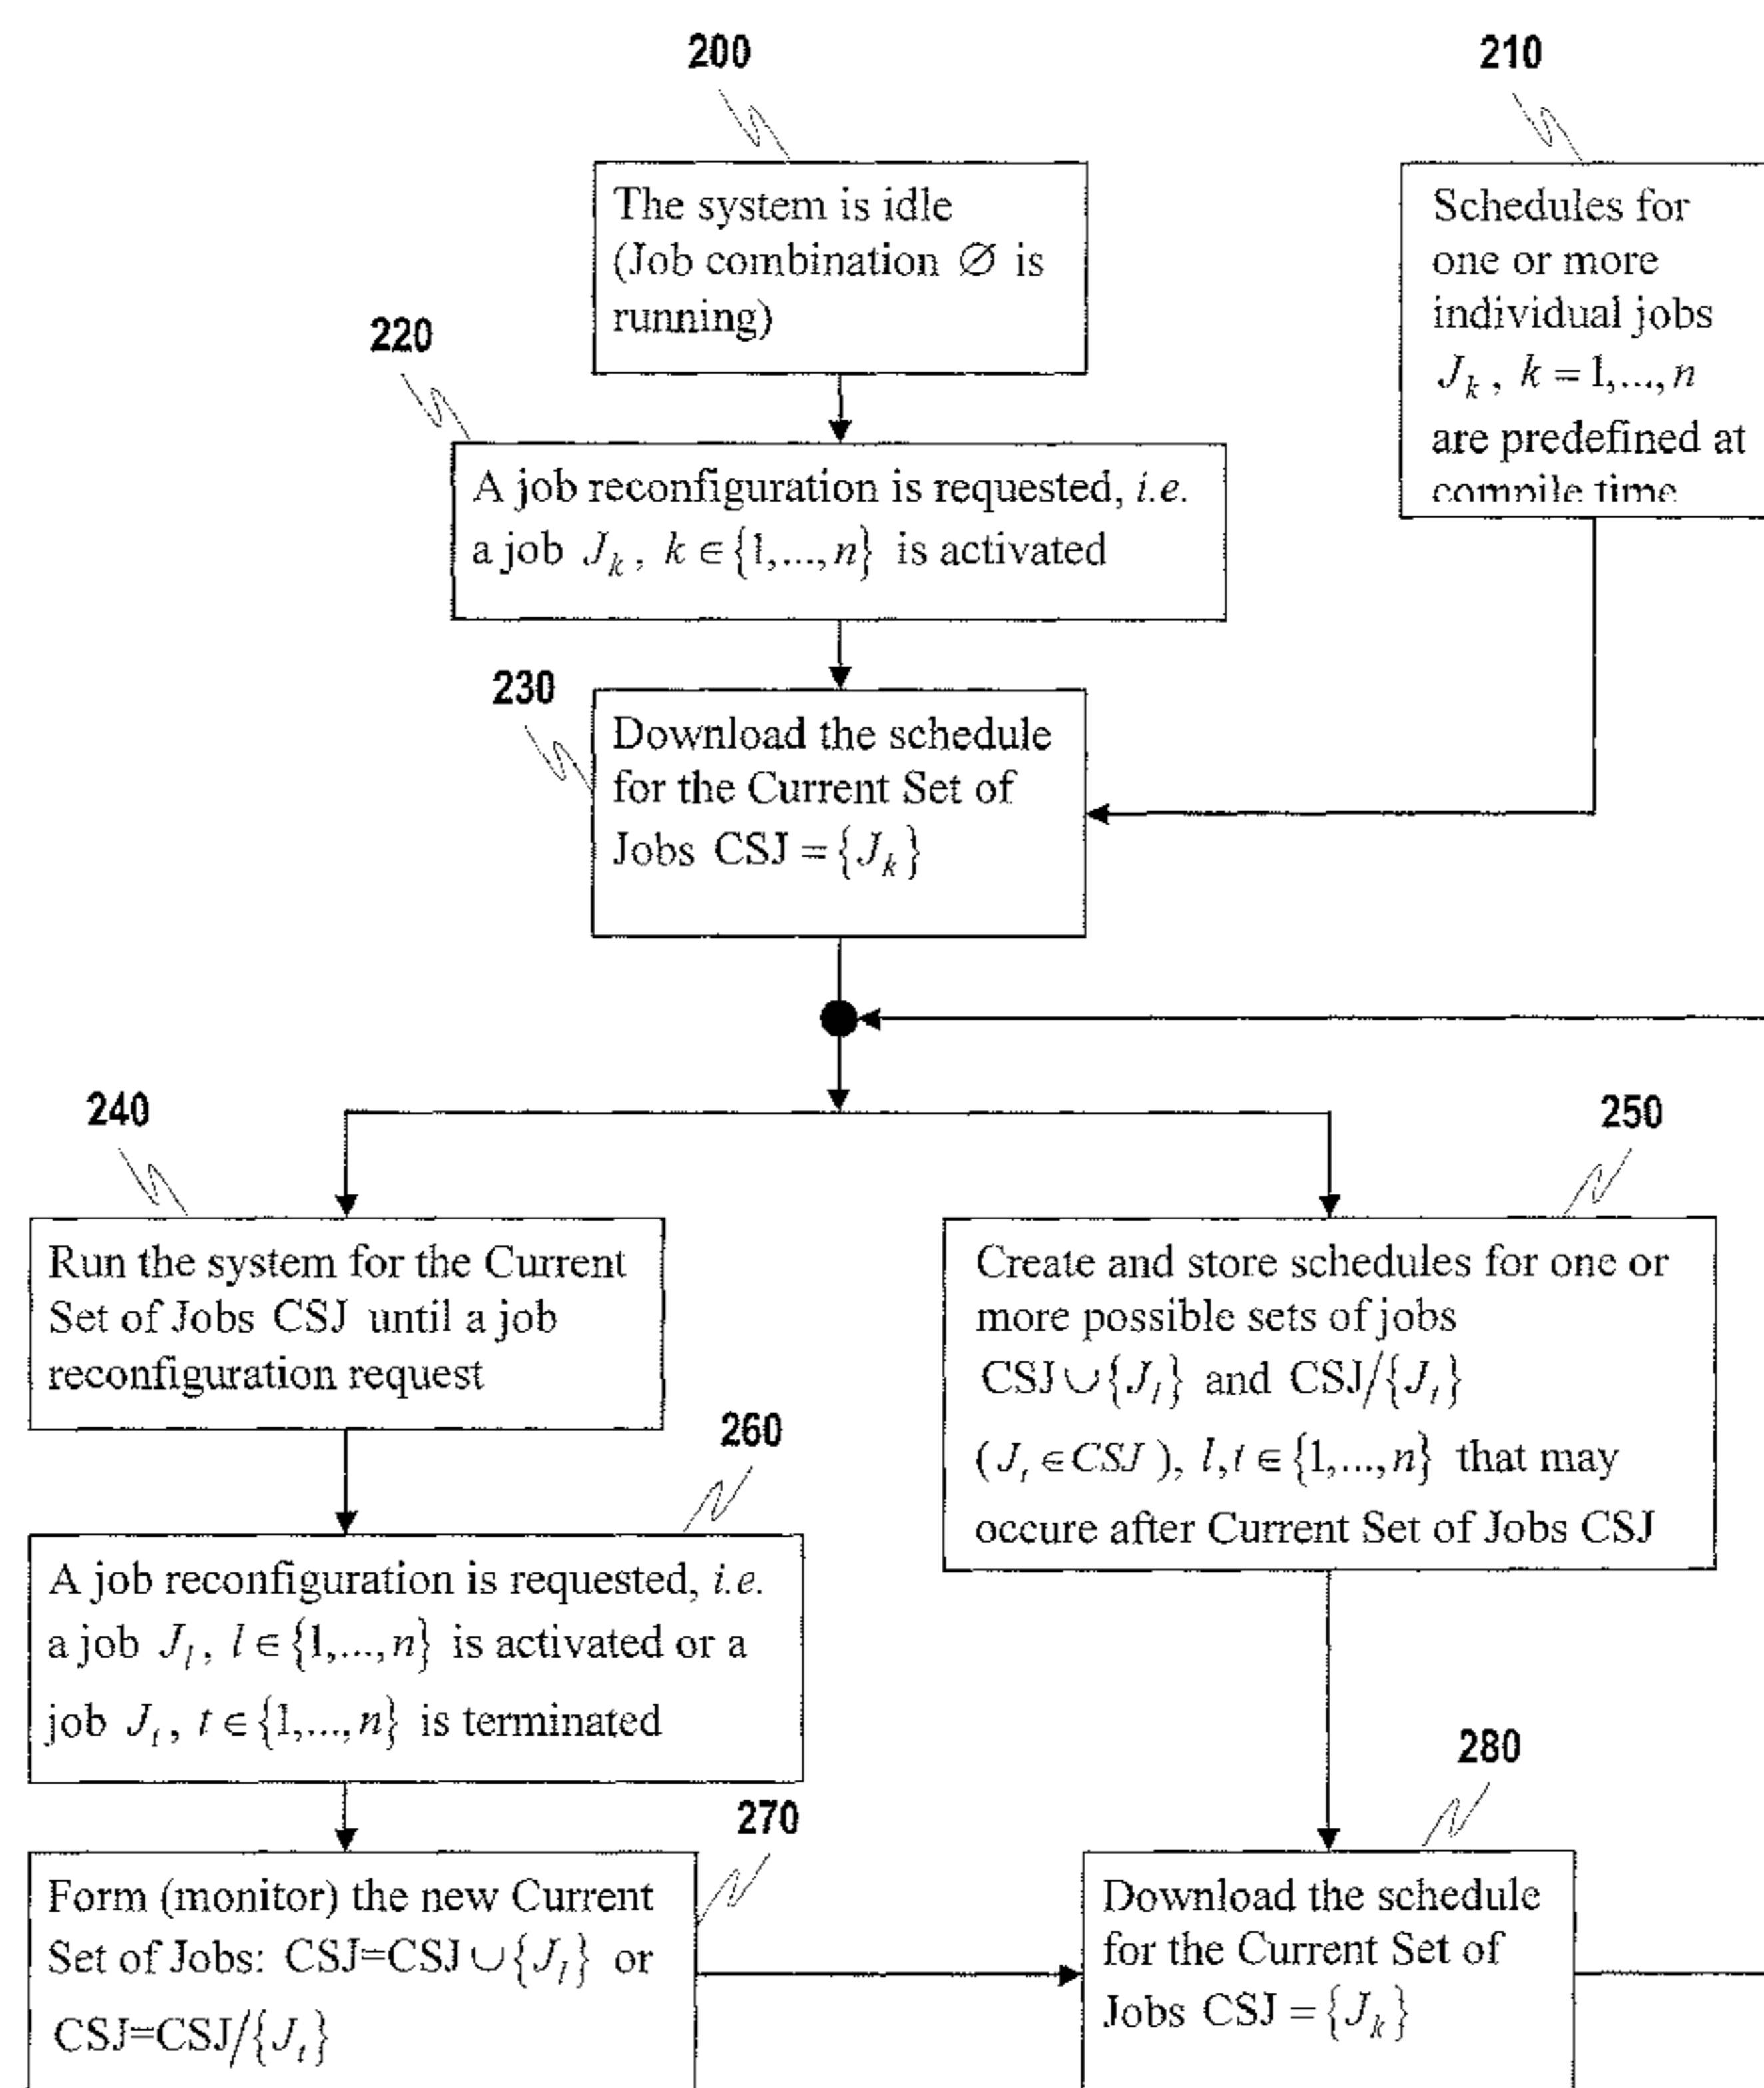 200
The system is idle
(Job combination ∅ is
running)
210
Schedules for
one or more
individual jobs
J_k, k = 1,...,n
are predefined at
compile time
220
A job reconfiguration is requested, i.e.
a job J_k, k ∈ {1,...,n} is activated
230
Download the schedule
for the Current Set of
Jobs CSJ = {J_k}
240
Run the system for the Current
Set of Jobs CSJ until a job
reconfiguration request
250
Create and store schedules for one or
more possible sets of jobs
CSJ ∪ {J_l} and CSJ/{J_t}
(J_t ∈ CSJ), l,t ∈ {1,...,n} that may
occure after Current Set of Jobs CSJ
260
A job reconfiguration is requested, i.e.
a job J_l, l ∈ {1,...,n} is activated or a
job J_t, t ∈ {1,...,n} is terminated
270
Form (monitor) the new Current
Set of Jobs: CSJ=CSJ ∪ {J_l} or
CSJ=CSJ/{J_t}
280
Download the schedule
for the Current Set of
Jobs CSJ = {J_k}